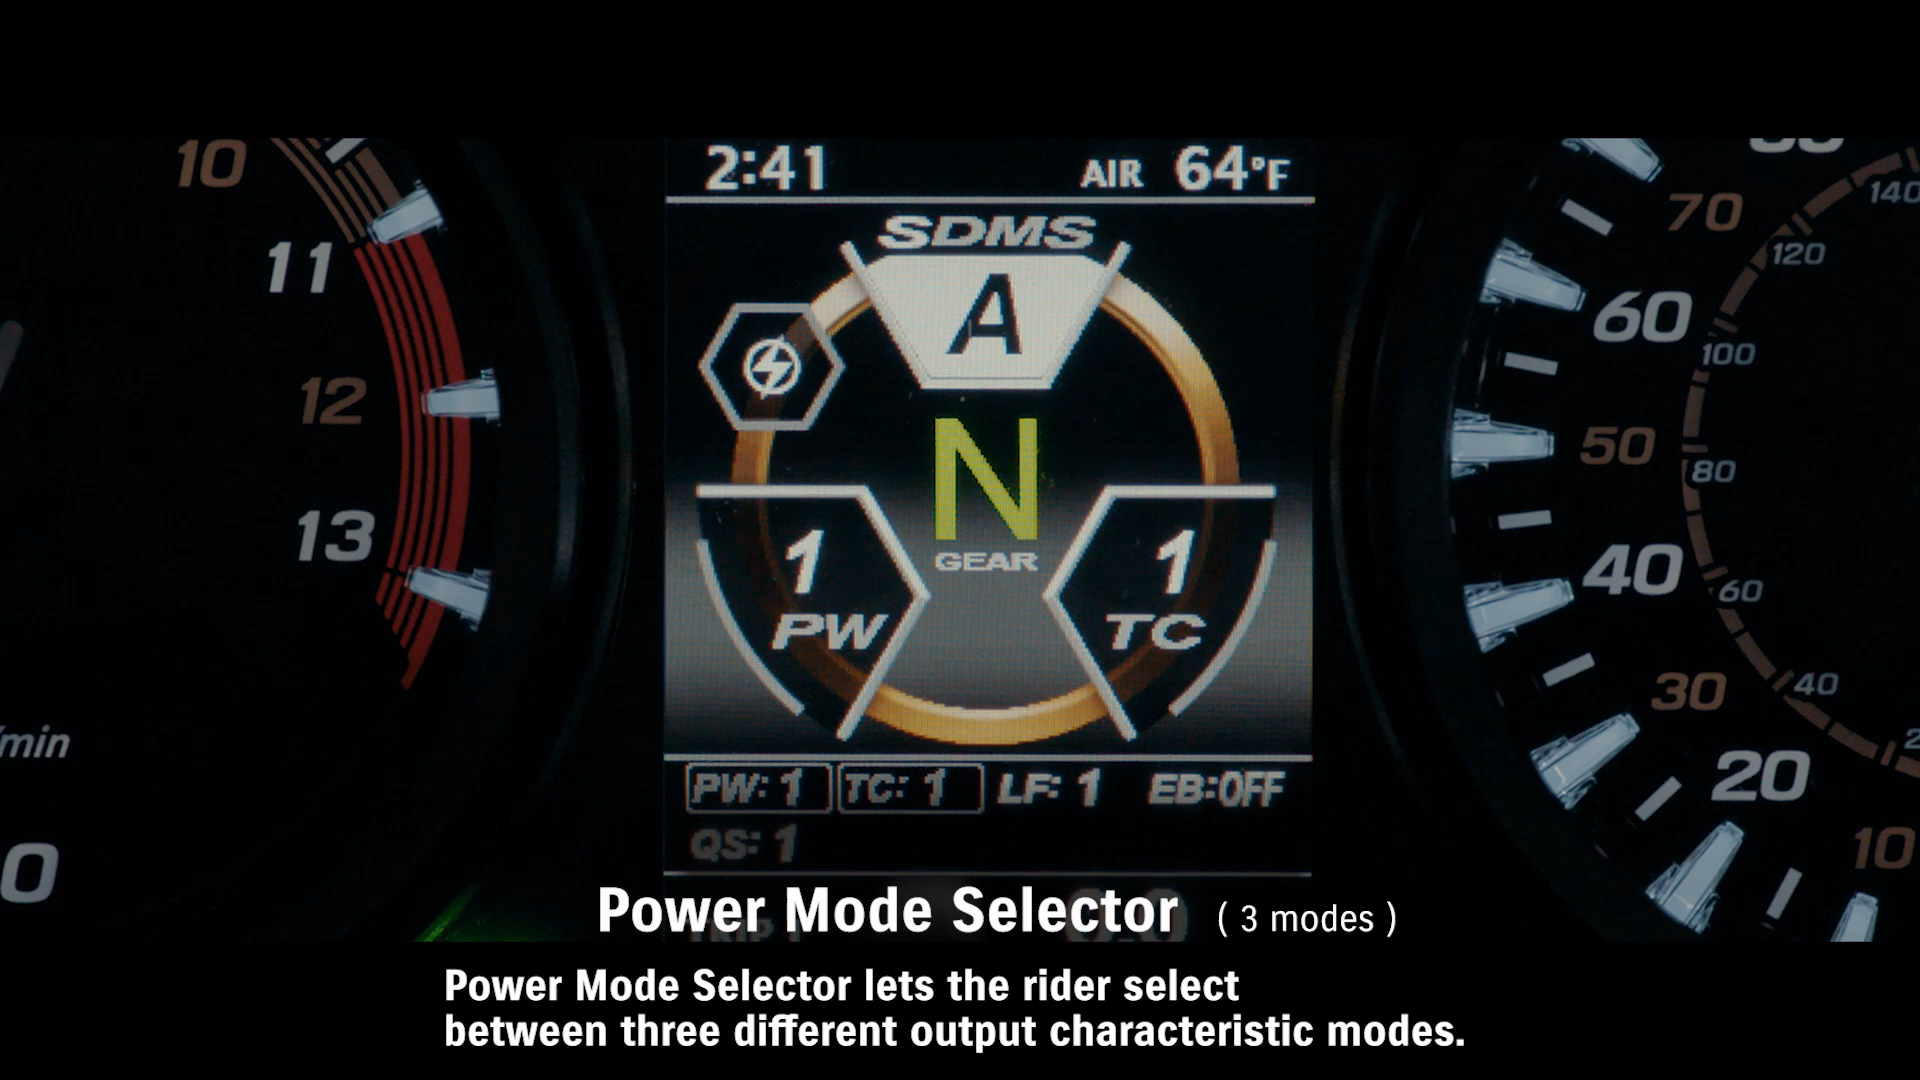 10
11
12
13
/min
0
2:41 AIR 64°F
SDMS
A
N
GEAR
1
PW
1
TC
PW: 1 TC: 1 LF: 1 EB:OFF
QS: 1
TRIP 1
70
60
50
40
30
20
10
140
120
100
80
60
40
Power Mode Selector ( 3 modes )
Power Mode Selector lets the rider select
between three different output characteristic modes.